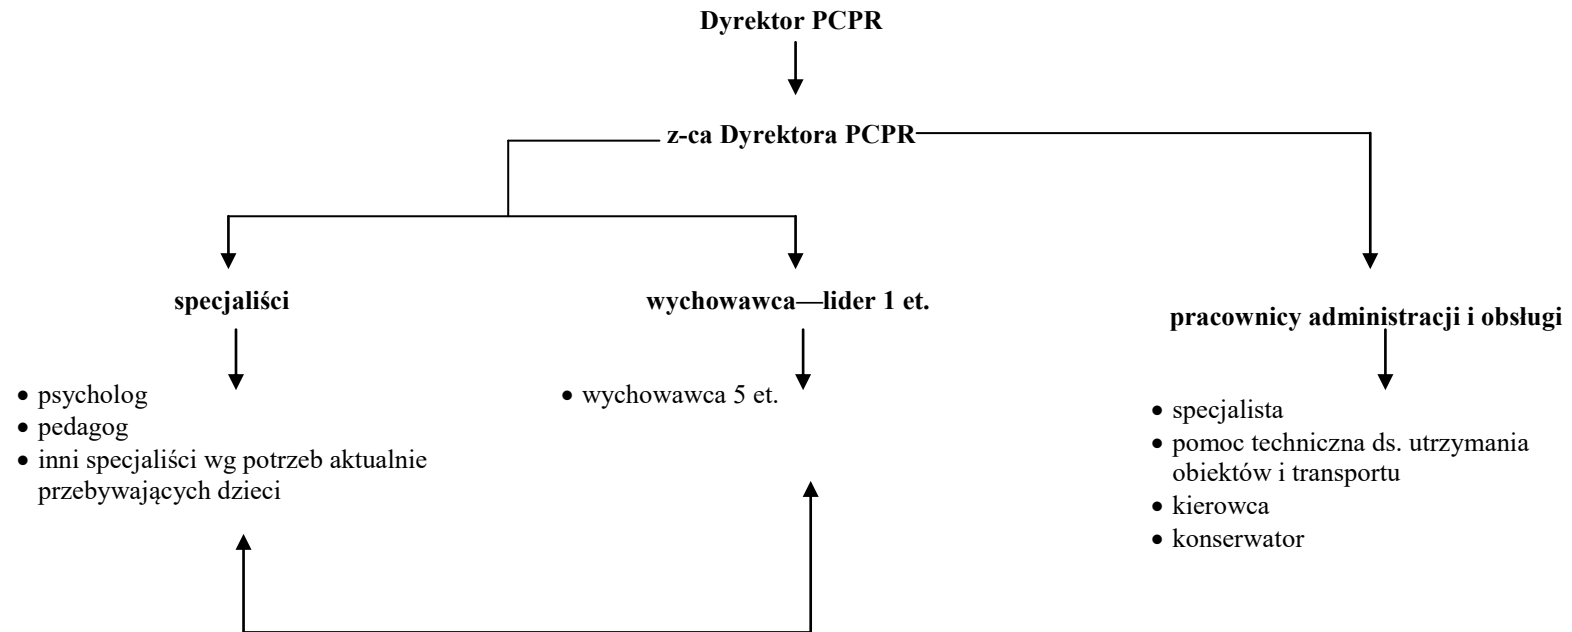 Dyrektor PCPR
z-ca Dyrektora PCPR
specjaliści
• psycholog
• pedagog
• inni specjaliści wg potrzeb aktualnie
przebywających dzieci
wychowawca—lider 1 et.
• wychowawca 5 et.
pracownicy administracji i obsługi
• specjalista
• pomoc techniczna ds. utrzymania
obiektów i transportu
• kierowca
• konserwator